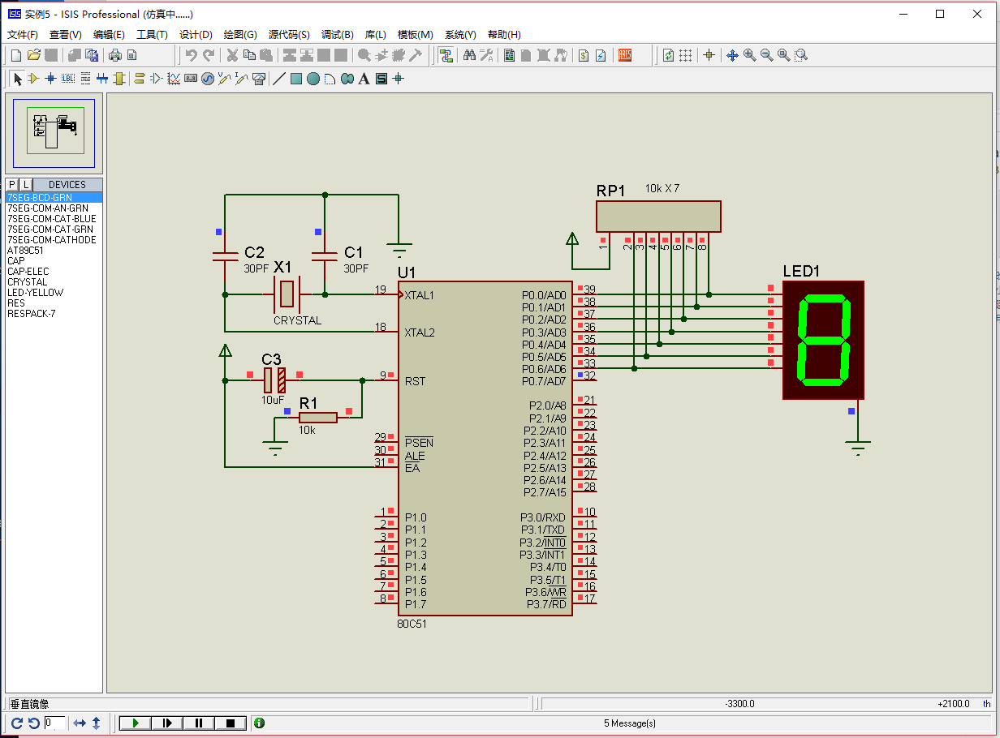 实例5 - ISIS Professional (仿真中......)
文件(F) 查看(V) 编辑(E) 工具(T) 设计(D) 绘图(G) 源代码(S) 调试(B) 库(L) 模板(M) 系统(Y) 帮助(H)
P L DEVICES
7SEG-BCD-GRN
7SEG-COM-AN-GRN
7SEG-COM-CAT-BLUE
7SEG-COM-CAT-GRN
7SEG-COM-CATHODE
AT89C51
CAP
CAP-ELEC
CRYSTAL
LED-YELLOW
RES
RESPACK-7
RP1 10k X 7
1 2 3 4 5 6 7 8
C2
30PF
C1
30PF
X1
CRYSTAL
U1
LED1
C3
10uF
R1
10k
19 XTAL1
18 XTAL2
9 RST
29 PSEN
30 ALE
31 EA
1 P1.0
2 P1.1
3 P1.2
4 P1.3
5 P1.4
6 P1.5
7 P1.6
8 P1.7
P0.0/AD0 39
P0.1/AD1 38
P0.2/AD2 37
P0.3/AD3 36
P0.4/AD4 35
P0.5/AD5 34
P0.6/AD6 33
P0.7/AD7 32
P2.0/A8 21
P2.1/A9 22
P2.2/A10 23
P2.3/A11 24
P2.4/A12 25
P2.5/A13 26
P2.6/A14 27
P2.7/A15 28
P3.0/RXD 10
P3.1/TXD 11
P3.2/INT0 12
P3.3/INT1 13
P3.4/T0 14
P3.5/T1 15
P3.6/WR 16
P3.7/RD 17
80C51
8
垂直镜像 -3300.0 +2100.0 th
0 5 Message(s)